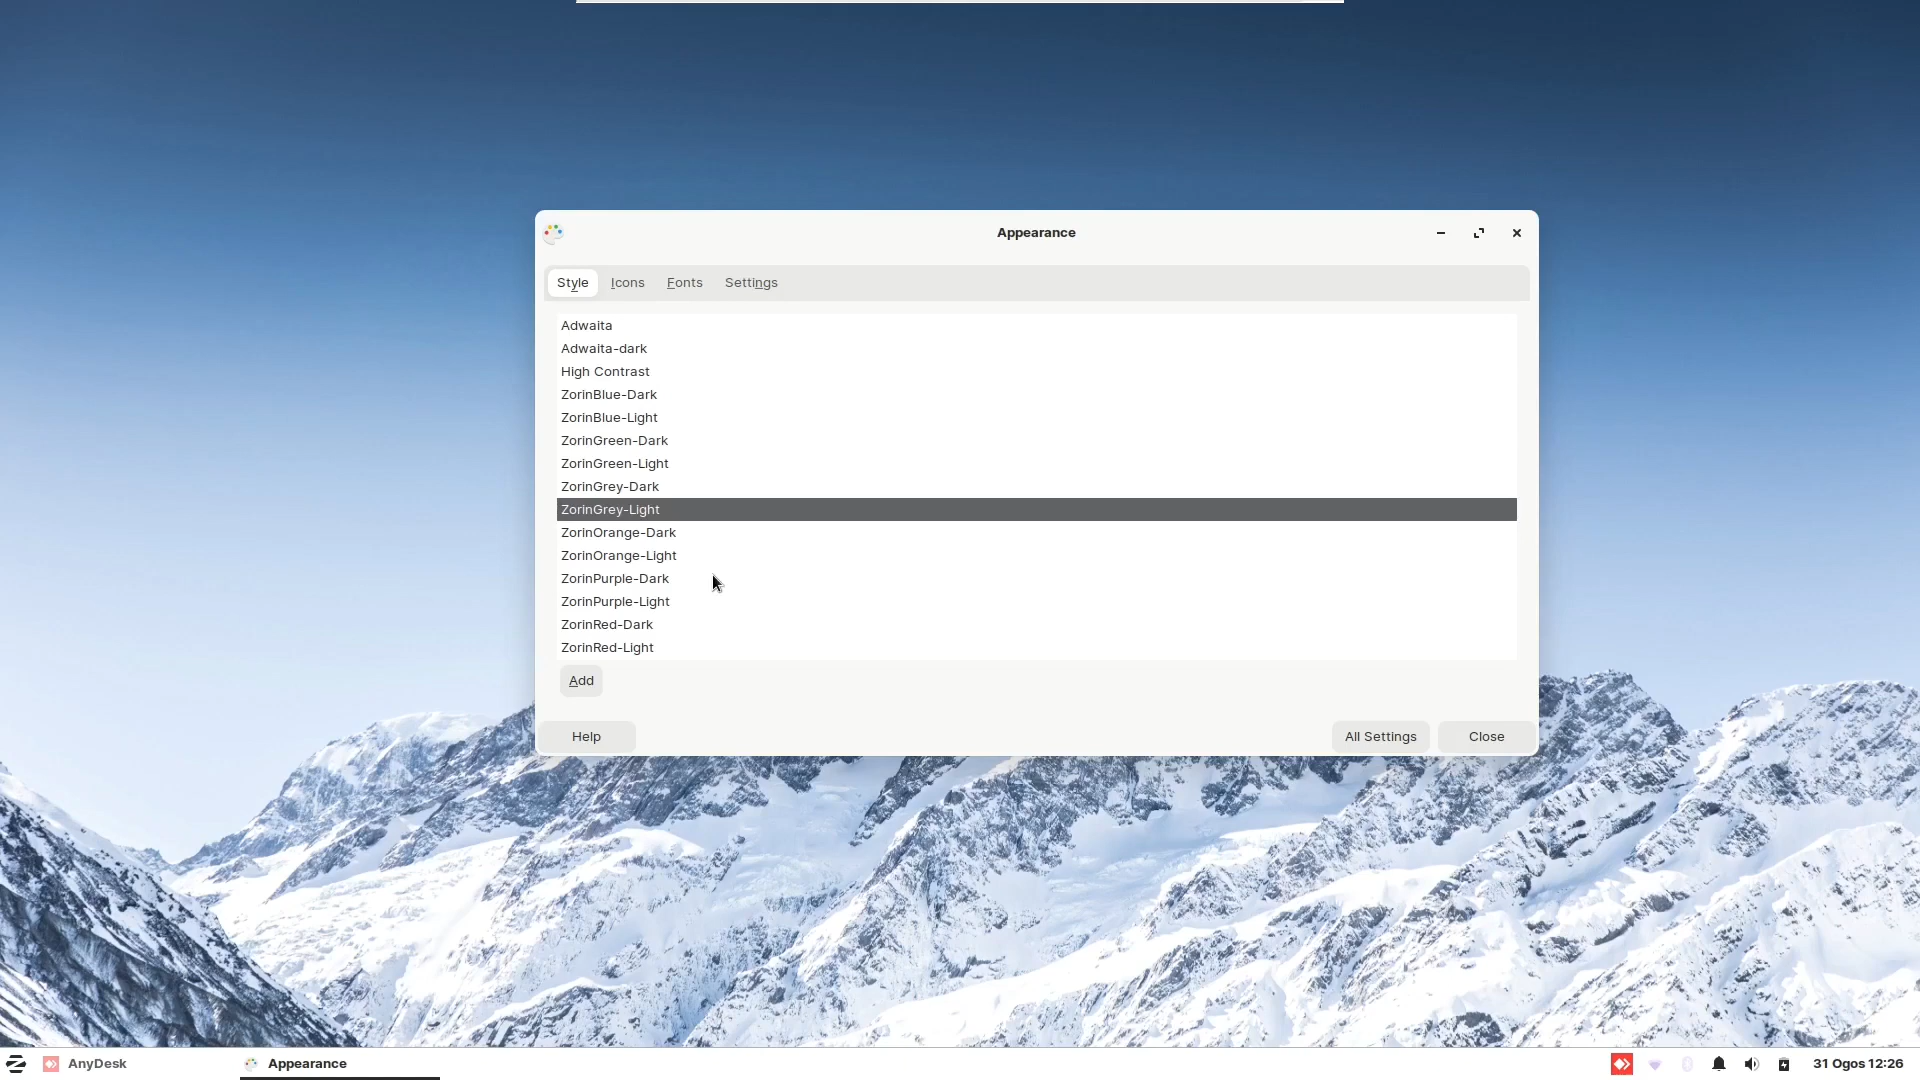 Appearance
Style Icons Fonts Settings
Adwaita
Adwaita-dark
High Contrast
ZorinBlue-Dark
ZorinBlue-Light
ZorinGreen-Dark
ZorinGreen-Light
ZorinGrey-Dark
ZorinGrey-Light
ZorinOrange-Dark
ZorinOrange-Light
ZorinPurple-Dark
ZorinPurple-Light
ZorinRed-Dark
ZorinRed-Light
Add
Help All Settings Close
AnyDesk Appearance 31 Ogos 12:26